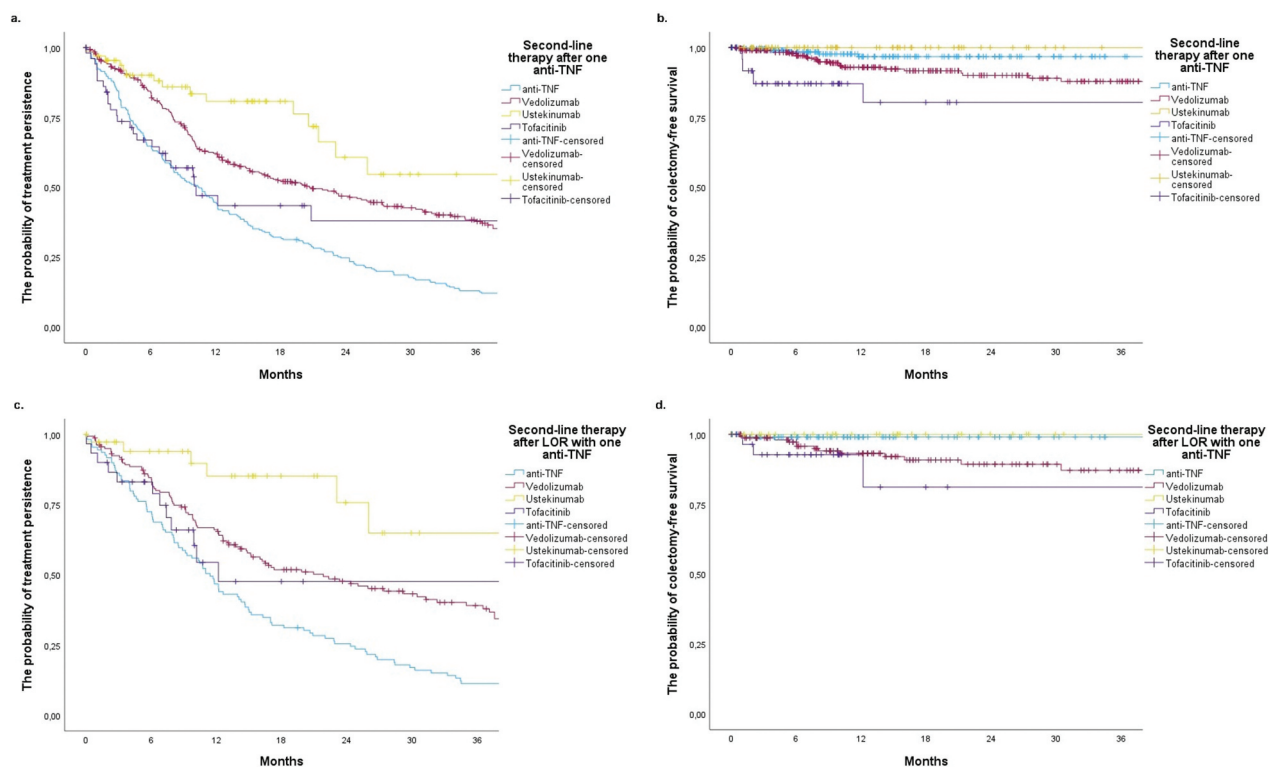 a.
The probability of treatment persistence
1,00
0,75
0,50
0,25
0,00
0 6 12 18 24 30 36
Months
Second-line
therapy after one
anti-TNF
anti-TNF
Vedolizumab
Ustekinumab
Tofacitinib
anti-TNF-censored
Vedolizumab-
censored
Ustekinumab-
censored
Tofacitinib-censored
b.
The probability of colectomy-free survival
1,00
0,75
0,50
0,25
0,00
0 6 12 18 24 30 36
Months
Second-line
therapy after one
anti-TNF
anti-TNF
Vedolizumab
Ustekinumab
Tofacitinib
anti-TNF-censored
Vedolizumab-
censored
Ustekinumab-
censored
Tofacitinib-censored
c.
The probability of treatment persistence
1,00
0,75
0,50
0,25
0,00
0 6 12 18 24 30 36
Months
Second-line therapy
after LOR with one
anti-TNF
anti-TNF
Vedolizumab
Ustekinumab
Tofacitinib
anti-TNF-censored
Vedolizumab-censored
Ustekinumab-censored
Tofacitinib-censored
d.
The probability of colectomy-free survival
1,00
0,75
0,50
0,25
0,00
0 6 12 18 24 30 36
Months
Second-line therapy
after LOR with one
anti-TNF
anti-TNF
Vedolizumab
Ustekinumab
Tofacitinib
anti-TNF-censored
Vedolizumab-censored
Ustekinumab-censored
Tofacitinib-censored